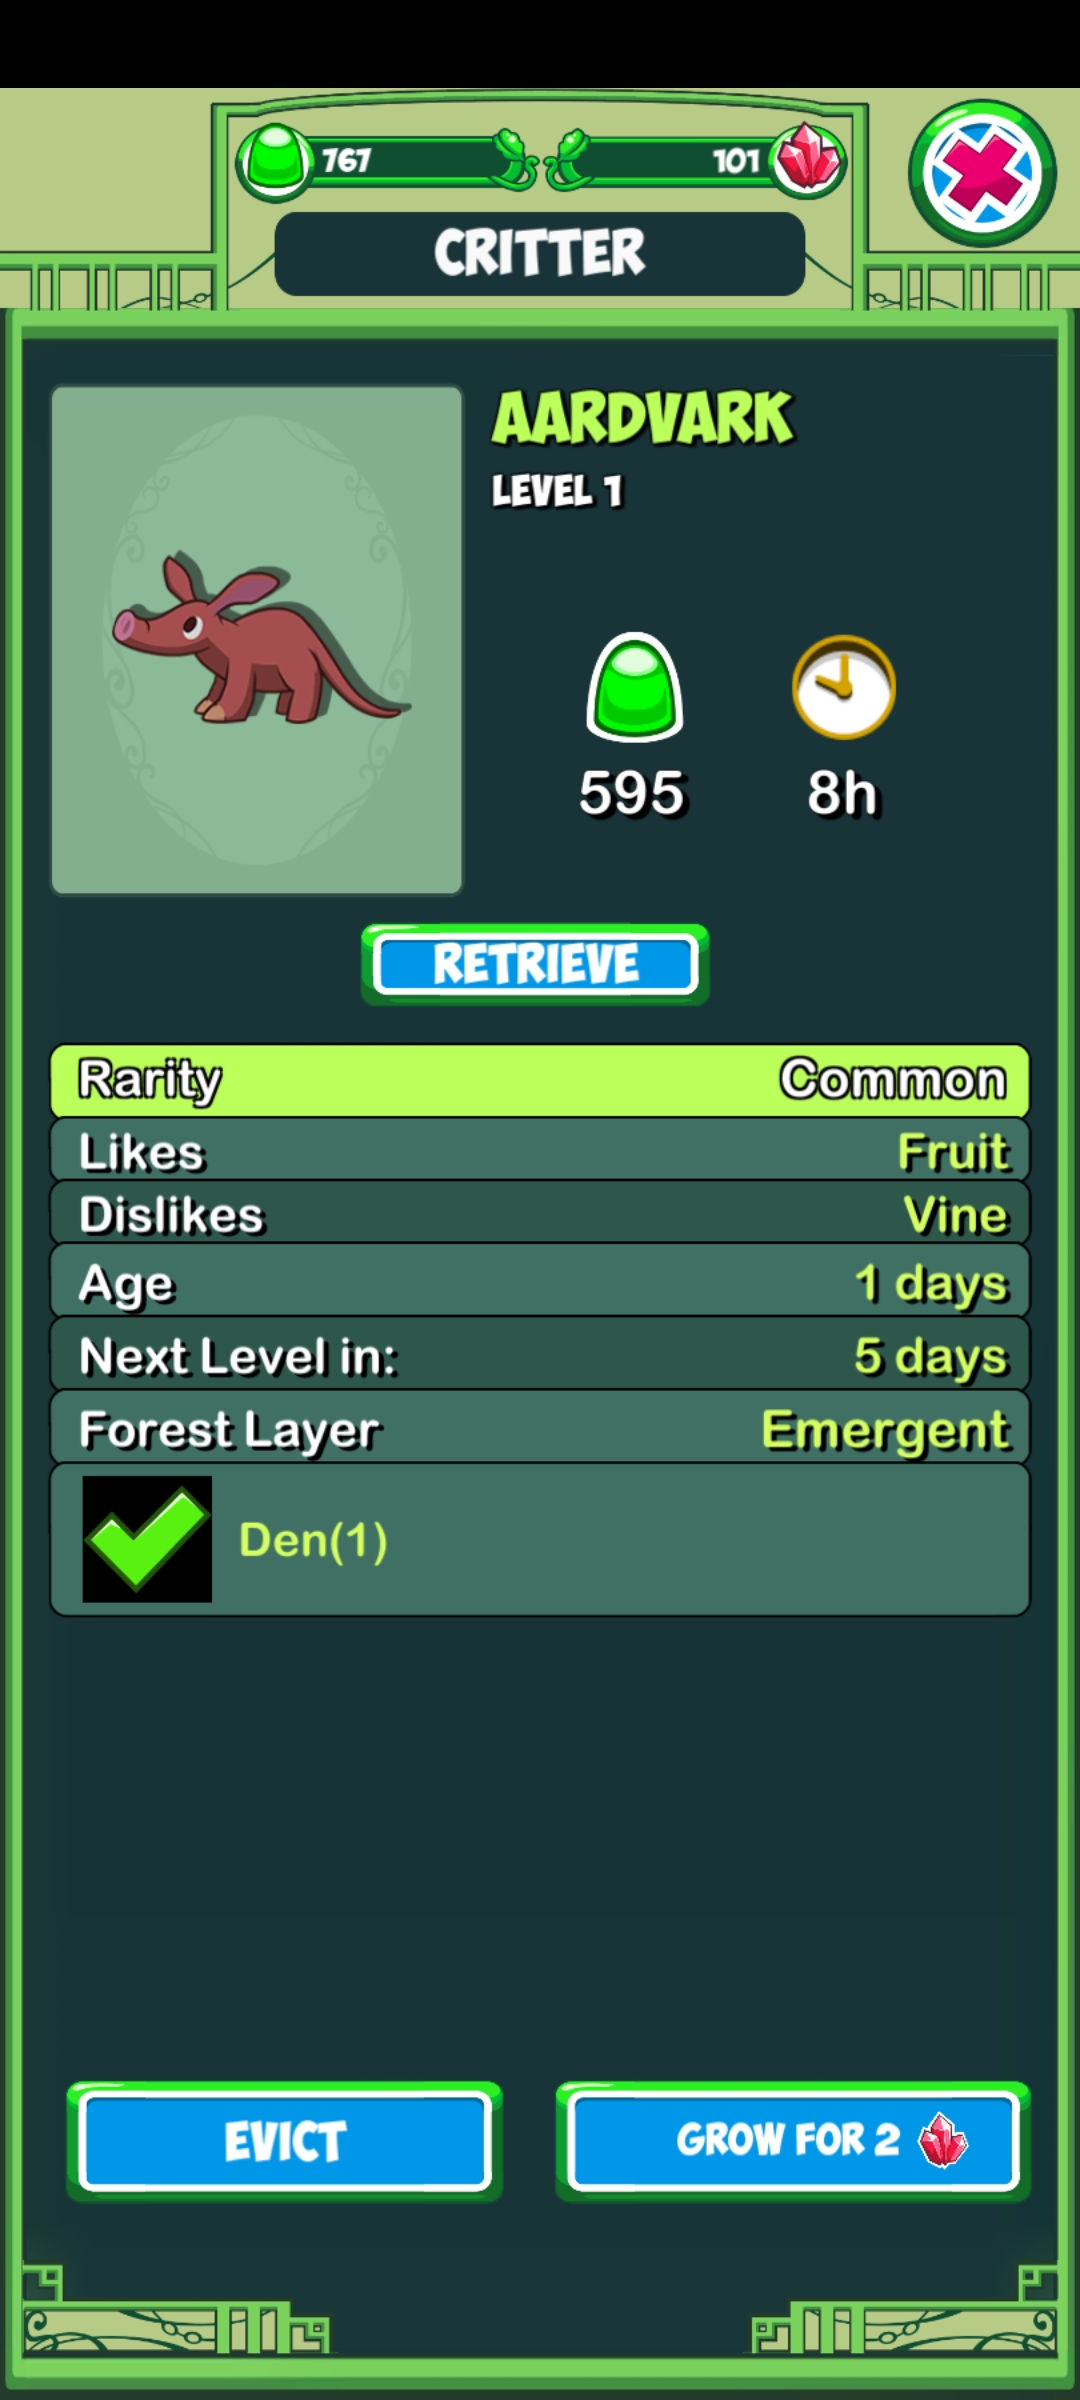 767
101
CRITTER
AARDVARK
LEVEL 1
595
8h
RETRIEVE
Rarity Common
Likes Fruit
Dislikes Vine
Age 1 days
Next Level in: 5 days
Forest Layer Emergent
Den(1)
EVICT
GROW FOR 2